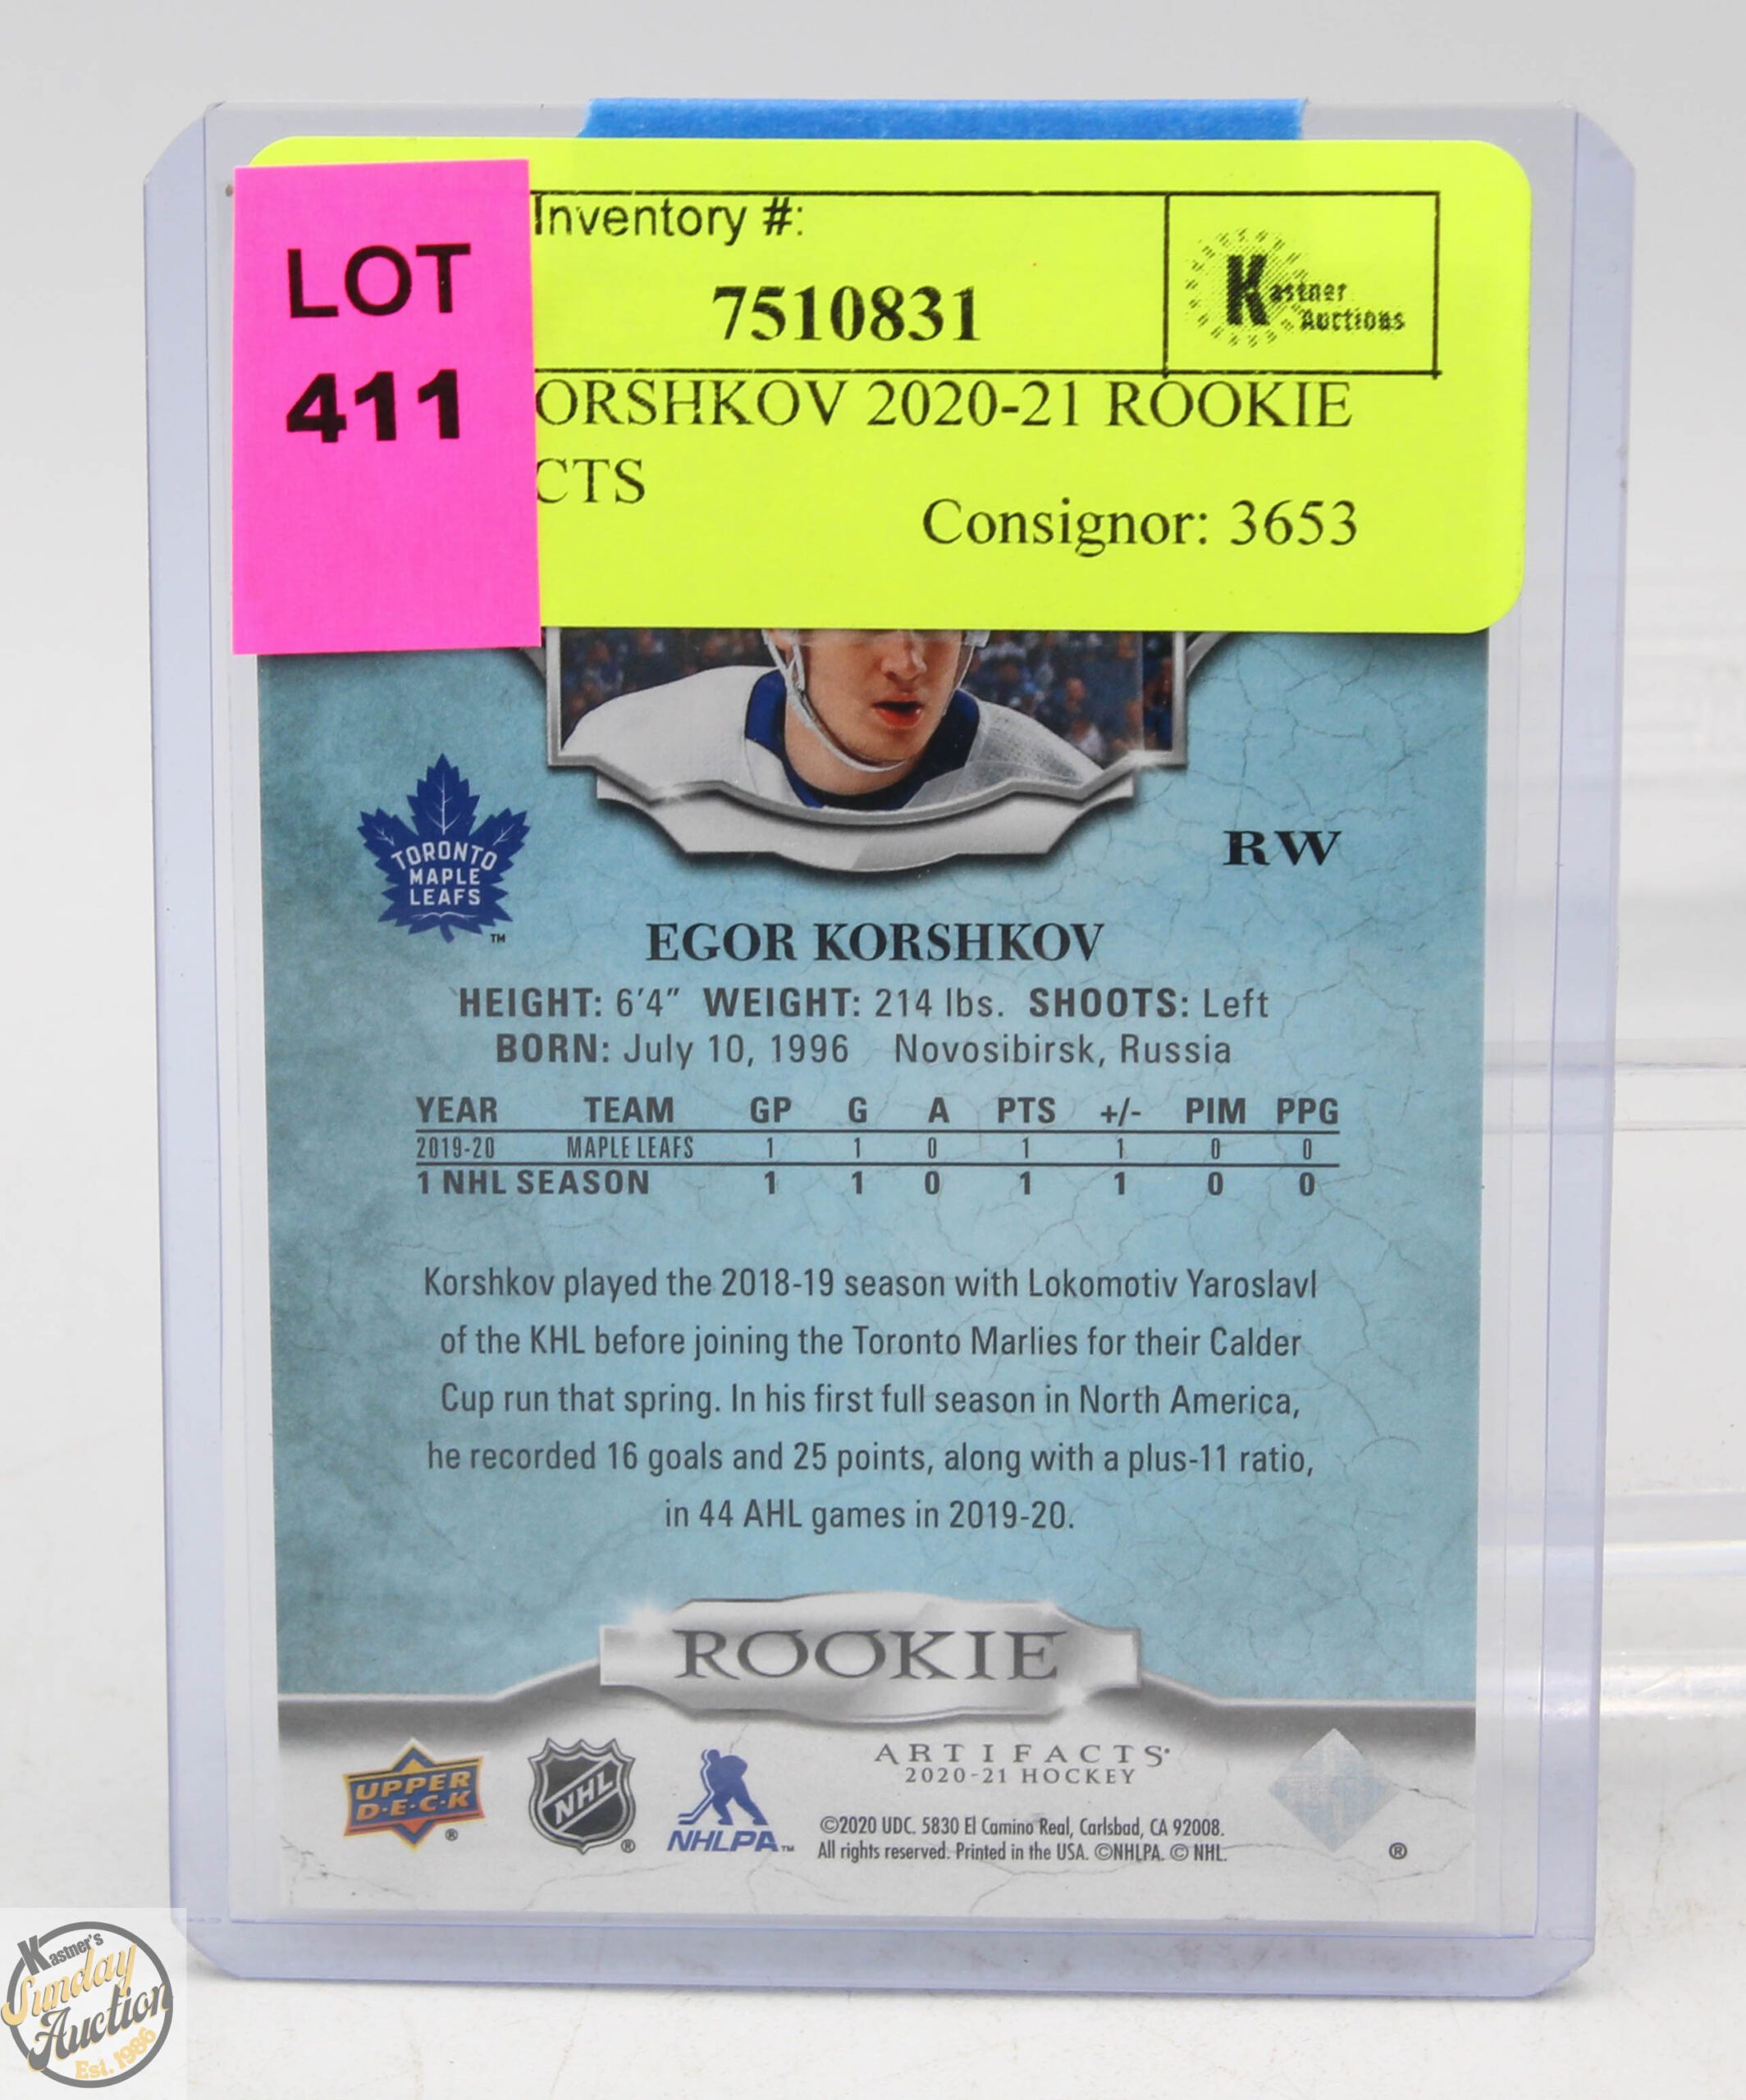 LOT
411
Inventory #:
7510831
Kastner
Auctions
ORSHKOV 2020-21 ROOKIE
CTS
Consignor: 3653
TORONTO
MAPLE
LEAFS
™
RW
EGOR KORSHKOV
HEIGHT: 6'4" WEIGHT: 214 lbs. SHOOTS: Left
BORN: July 10, 1996 Novosibirsk, Russia
YEAR TEAM GP G A PTS +/- PIM PPG
2019-20 MAPLE LEAFS 1 1 0 1 1 0 0
1 NHL SEASON 1 1 0 1 1 0 0
Korshkov played the 2018-19 season with Lokomotiv Yaroslavl
of the KHL before joining the Toronto Marlies for their Calder
Cup run that spring. In his first full season in North America,
he recorded 16 goals and 25 points, along with a plus-11 ratio,
in 44 AHL games in 2019-20.
ROOKIE
UPPER
D·E·C·K
®
NHL
®
NHLPA™
ARTIFACTS®
2020-21 HOCKEY
©2020 UDC. 5830 El Camino Real, Carlsbad, CA 92008.
All rights reserved. Printed in the USA. ©NHLPA. © NHL.
®
Kastner's
Sunday
Auction
Est. 1986